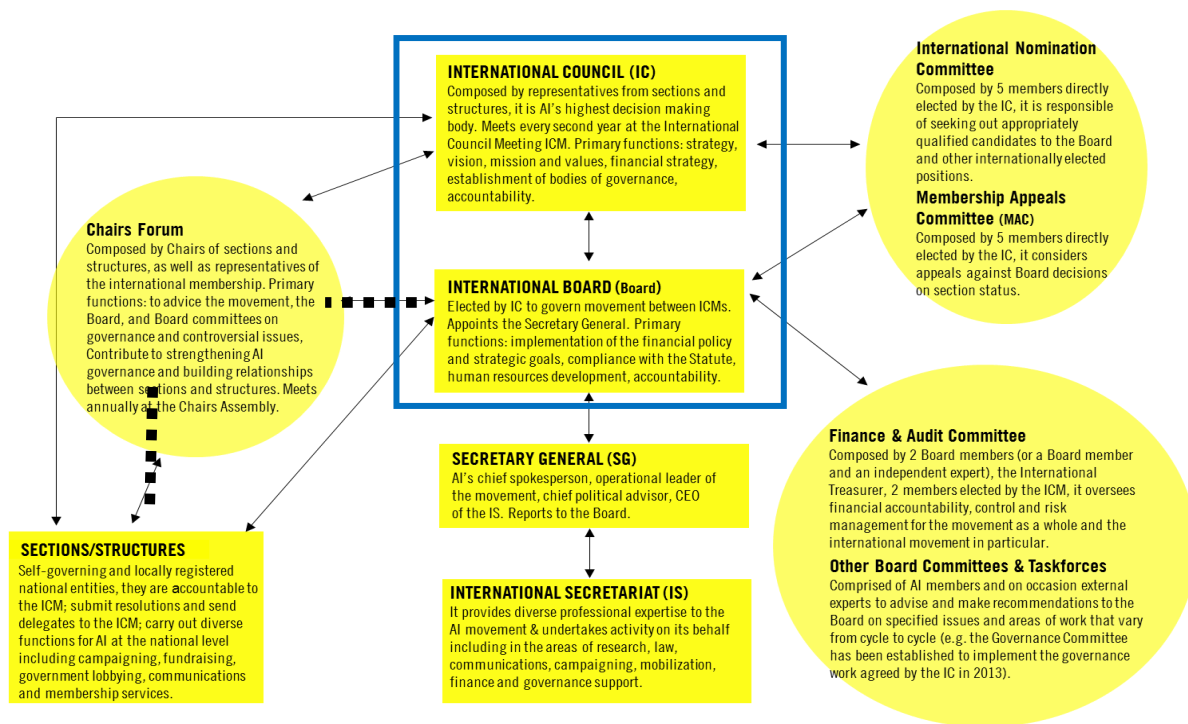 INTERNATIONAL COUNCIL (IC)
Composed by representatives from sections and
structures, it is AI's highest decision making
body. Meets every second year at the International
Council Meeting ICM. Primary functions: strategy,
vision, mission and values, financial strategy,
establishment of bodies of governance,
accountability.
International Nomination
Committee
Composed by 5 members directly
elected by the IC, it is responsible
of seeking out appropriately
qualified candidates to the Board
and other internationally elected
positions.
Membership Appeals
Committee (MAC)
Composed by 5 members directly
elected by the IC, it considers
appeals against Board decisions
on section status.
Chairs Forum
Composed by Chairs of sections and
structures, as well as representatives of
the international membership. Primary
functions: to advice the movement, the
Board, and Board committees on
governance and controversial issues,
Contribute to strengthening AI
governance and building relationships
between sections and structures. Meets
annually at the Chairs Assembly.
INTERNATIONAL BOARD (Board)
Elected by IC to govern movement between ICMs.
Appoints the Secretary General. Primary
functions: implementation of the financial policy
and strategic goals, compliance with the Statute,
human resources development, accountability.
SECRETARY GENERAL (SG)
AI's chief spokesperson, operational leader of
the movement, chief political advisor, CEO
of the IS. Reports to the Board.
Finance & Audit Committee
Composed by 2 Board members (or a Board member
and an independent expert), the International
Treasurer, 2 members elected by the ICM, it oversees
financial accountability, control and risk
management for the movement as a whole and the
international movement in particular.
Other Board Committees & Taskforces
Comprised of AI members and on occasion external
experts to advise and make recommendations to the
Board on specified issues and areas of work that vary
from cycle to cycle (e.g. the Governance Committee
has been established to implement the governance
work agreed by the IC in 2013).
SECTIONS/STRUCTURES
Self-governing and locally registered
national entities, they are accountable to
the ICM; submit resolutions and send
delegates to the ICM; carry out diverse
functions for AI at the national level
including campaigning, fundraising,
government lobbying, communications
and membership services.
INTERNATIONAL SECRETARIAT (IS)
It provides diverse professional expertise to the
AI movement & undertakes activity on its behalf
including in the areas of research, law,
communications, campaigning, mobilization,
finance and governance support.